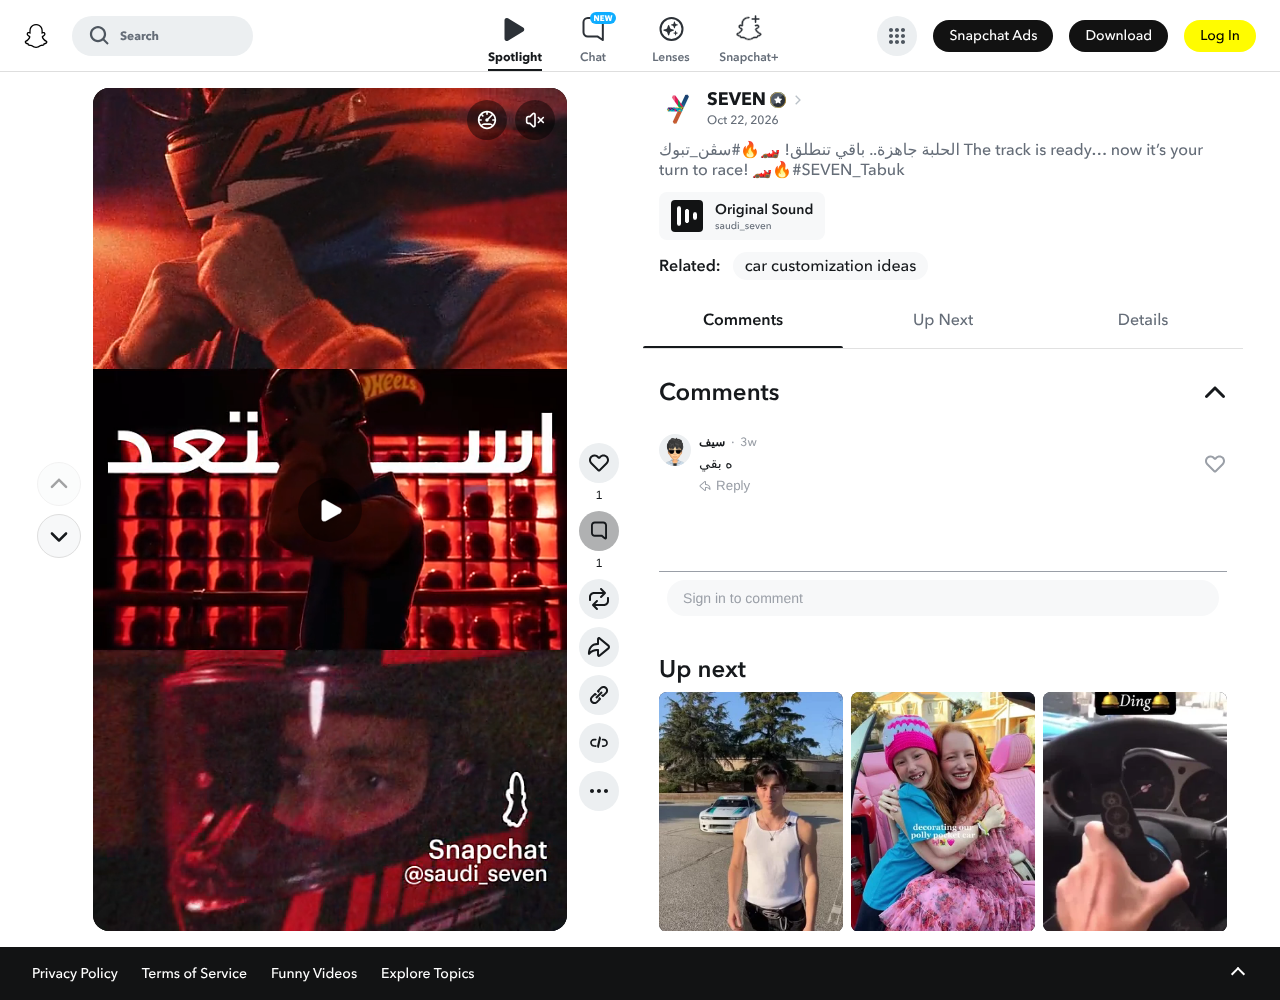 Search
Spotlight
NEW
Chat
Lenses
Snapchat+
Snapchat Ads
Download
Log In
HEELS
اســـتعد
Snapchat
@saudi_seven
1
1
SEVEN
Oct 22, 2026
الحلبة جاهزة.. باقي تنطلق! 🏎️🔥#سڤن_تبوك The track is ready… now it’s your
turn to race! 🏎️🔥#SEVEN_Tabuk
Original Sound
saudi_seven
Related:
car customization ideas
Comments
Up Next
Details
Comments
سيف · 3w
ه بقي
Reply
Sign in to comment
Up next
decorating our
polly pocket car
Ding
Privacy Policy
Terms of Service
Funny Videos
Explore Topics